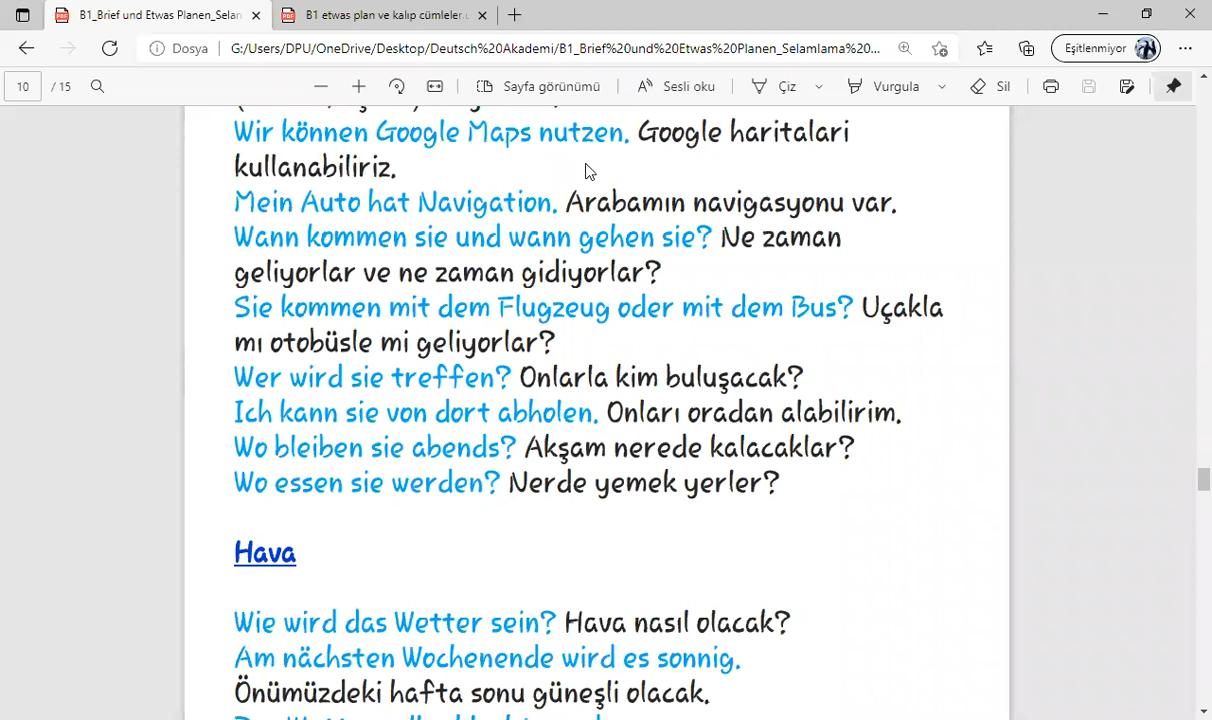 B1_Brief und Etwas Planen_Selan
B1 etwas plan ve kalıp cümleler.
Dosya
G:/Users/DPU/OneDrive/Desktop/Deutsch%20Akademi/B1_Brief%20und%20Etwas%20Planen_Selamlama%20...
Eşitlenmiyor
10 / 15
Sayfa görünümü
Sesli oku
Çiz
Vurgula
Sil
Wir können Google Maps nutzen. Google haritalari
kullanabiliriz.
Mein Auto hat Navigation. Arabamın navigasyonu var.
Wann kommen sie und wann gehen sie? Ne zaman
geliyorlar ve ne zaman gidiyorlar?
Sie kommen mit dem Flugzeug oder mit dem Bus? Uçakla
mı otobüsle mi geliyorlar?
Wer wird sie treffen? Onlarla kim buluşacak?
Ich kann sie von dort abholen. Onları oradan alabilirim.
Wo bleiben sie abends? Akşam nerede kalacaklar?
Wo essen sie werden? Nerde yemek yerler?
Hava
Wie wird das Wetter sein? Hava nasıl olacak?
Am nächsten Wochenende wird es sonnig.
Önümüzdeki hafta sonu güneşli olacak.